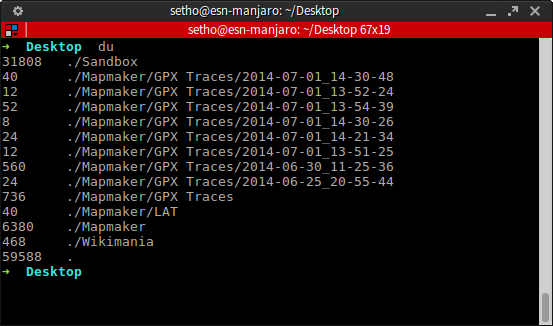 setho@esn-manjaro: ~/Desktop
setho@esn-manjaro: ~/Desktop 67x19
➜  Desktop  du
31808	./Sandbox
40	./Mapmaker/GPX Traces/2014-07-01_14-30-48
12	./Mapmaker/GPX Traces/2014-07-01_13-52-24
52	./Mapmaker/GPX Traces/2014-07-01_13-54-39
8	./Mapmaker/GPX Traces/2014-07-01_14-30-26
24	./Mapmaker/GPX Traces/2014-07-01_14-21-34
12	./Mapmaker/GPX Traces/2014-07-01_13-51-25
560	./Mapmaker/GPX Traces/2014-06-30_11-25-36
24	./Mapmaker/GPX Traces/2014-06-25_20-55-44
736	./Mapmaker/GPX Traces
40	./Mapmaker/LAT
6380	./Mapmaker
468	./Wikimania
59588	.
➜  Desktop